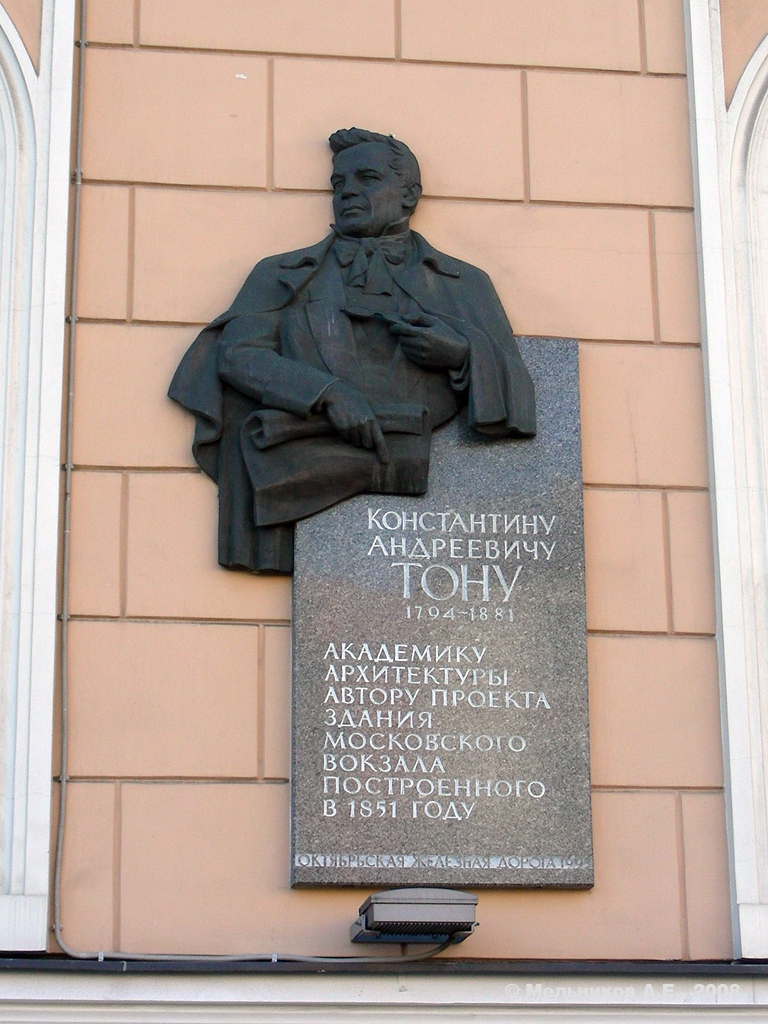 КОНСТАНТИНУ
АНДРЕЕВИЧУ
ТОНУ
1794-1881
АКАДЕМИКУ
АРХИТЕКТУРЫ
АВТОРУ ПРОЕКТА
ЗДАНИЯ
МОСКОВСКОГО
ВОКЗАЛА
ПОСТРОЕННОГО
В 1851 ГОДУ
ОКТЯБРЬСКАЯ ЖЕЛЕЗНАЯ ДОРОГА
© Мельников А.Е., 2008